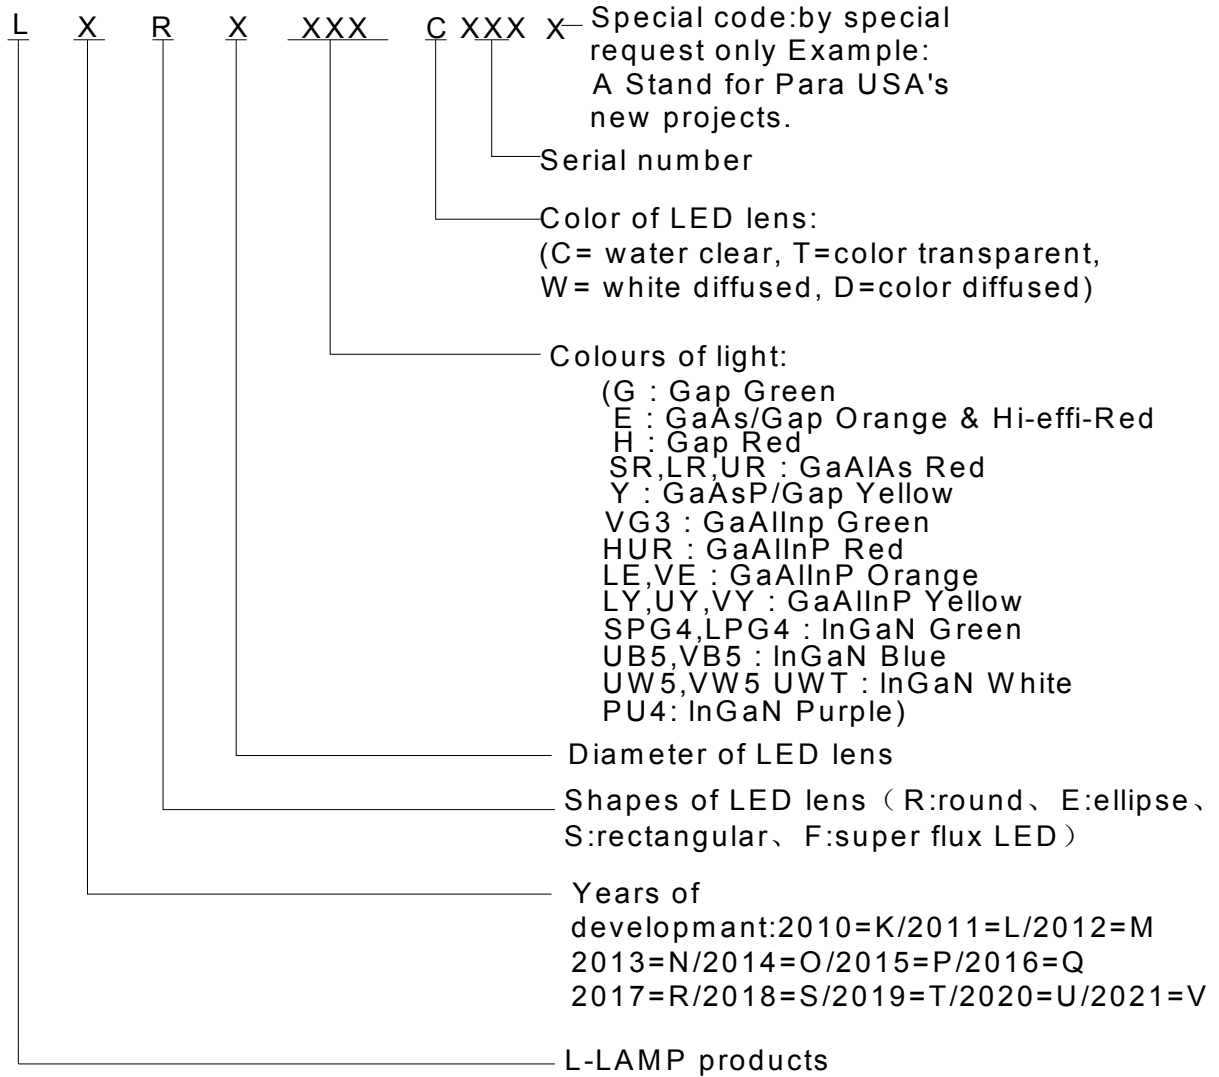 L X R X XXX C XXX X
Special code:by special
request only Example:
A Stand for Para USA's
new projects.
Serial number
Color of LED lens:
(C= water clear, T=color transparent,
W= white diffused, D=color diffused)
Colours of light:
(G : Gap Green
E : GaAs/Gap Orange & Hi-effi-Red
H : Gap Red
SR,LR,UR : GaAlAs Red
Y : GaAsP/Gap Yellow
VG3 : GaAlInp Green
HUR : GaAlInP Red
LE,VE : GaAlInP Orange
LY,UY,VY : GaAlInP Yellow
SPG4,LPG4 : InGaN Green
UB5,VB5 : InGaN Blue
UW5,VW5 UWT : InGaN White
PU4: InGaN Purple)
Diameter of LED lens
Shapes of LED lens（R:round、E:ellipse、
S:rectangular、F:super flux LED）
Years of
developmant:2010=K/2011=L/2012=M
2013=N/2014=O/2015=P/2016=Q
2017=R/2018=S/2019=T/2020=U/2021=V
L-LAMP products